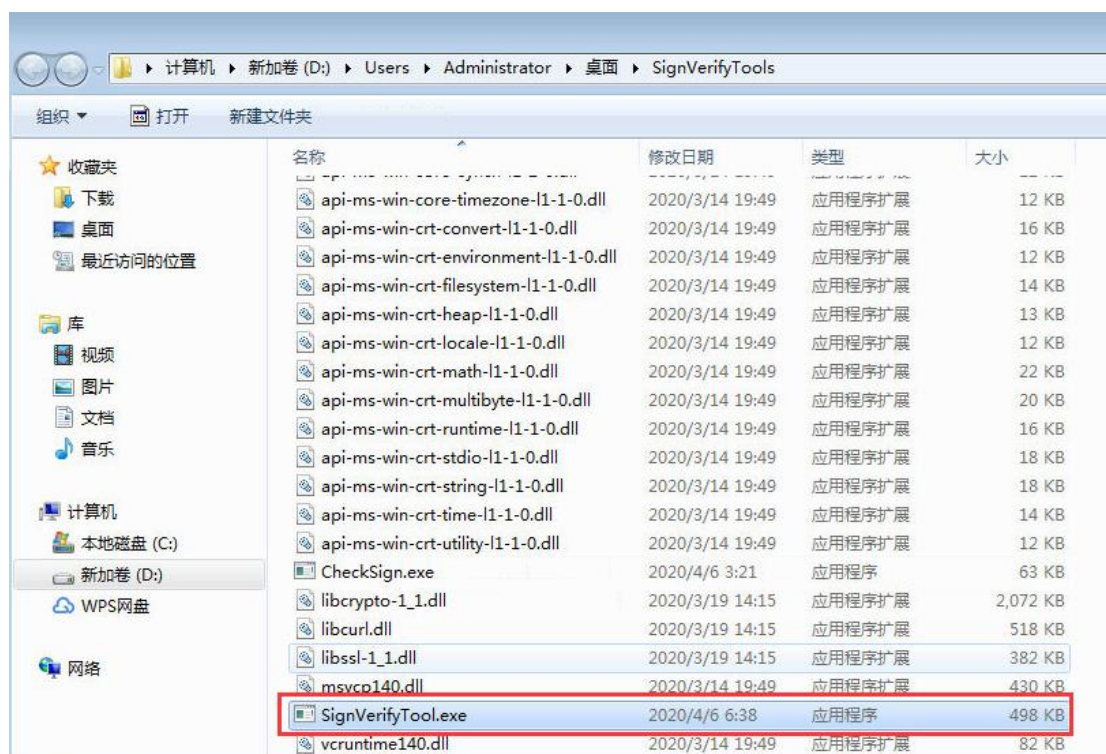 计算机 新加卷 (D:) Users Administrator 桌面 SignVerifyTools
组织 打开 新建文件夹
收藏夹
下载
桌面
最近访问的位置
库
视频
图片
文档
音乐
计算机
本地磁盘 (C:)
新加卷 (D:)
WPS网盘
网络
名称 修改日期 类型 大小
api-ms-win-core-timezone-l1-1-0.dll 2020/3/14 19:49 应用程序扩展 12 KB
api-ms-win-crt-convert-l1-1-0.dll 2020/3/14 19:49 应用程序扩展 16 KB
api-ms-win-crt-environment-l1-1-0.dll 2020/3/14 19:49 应用程序扩展 12 KB
api-ms-win-crt-filesystem-l1-1-0.dll 2020/3/14 19:49 应用程序扩展 14 KB
api-ms-win-crt-heap-l1-1-0.dll 2020/3/14 19:49 应用程序扩展 13 KB
api-ms-win-crt-locale-l1-1-0.dll 2020/3/14 19:49 应用程序扩展 12 KB
api-ms-win-crt-math-l1-1-0.dll 2020/3/14 19:49 应用程序扩展 22 KB
api-ms-win-crt-multibyte-l1-1-0.dll 2020/3/14 19:49 应用程序扩展 20 KB
api-ms-win-crt-runtime-l1-1-0.dll 2020/3/14 19:49 应用程序扩展 16 KB
api-ms-win-crt-stdio-l1-1-0.dll 2020/3/14 19:49 应用程序扩展 18 KB
api-ms-win-crt-string-l1-1-0.dll 2020/3/14 19:49 应用程序扩展 18 KB
api-ms-win-crt-time-l1-1-0.dll 2020/3/14 19:49 应用程序扩展 14 KB
api-ms-win-crt-utility-l1-1-0.dll 2020/3/14 19:49 应用程序扩展 12 KB
CheckSign.exe 2020/4/6 3:21 应用程序 63 KB
libcrypto-1_1.dll 2020/3/19 14:15 应用程序扩展 2,072 KB
libcurl.dll 2020/3/19 14:15 应用程序扩展 518 KB
libssl-1_1.dll 2020/3/19 14:15 应用程序扩展 382 KB
msvcp140.dll 2020/3/14 19:49 应用程序扩展 430 KB
SignVerifyTool.exe 2020/4/6 6:38 应用程序 498 KB
vcruntime140.dll 2020/3/14 19:49 应用程序扩展 82 KB